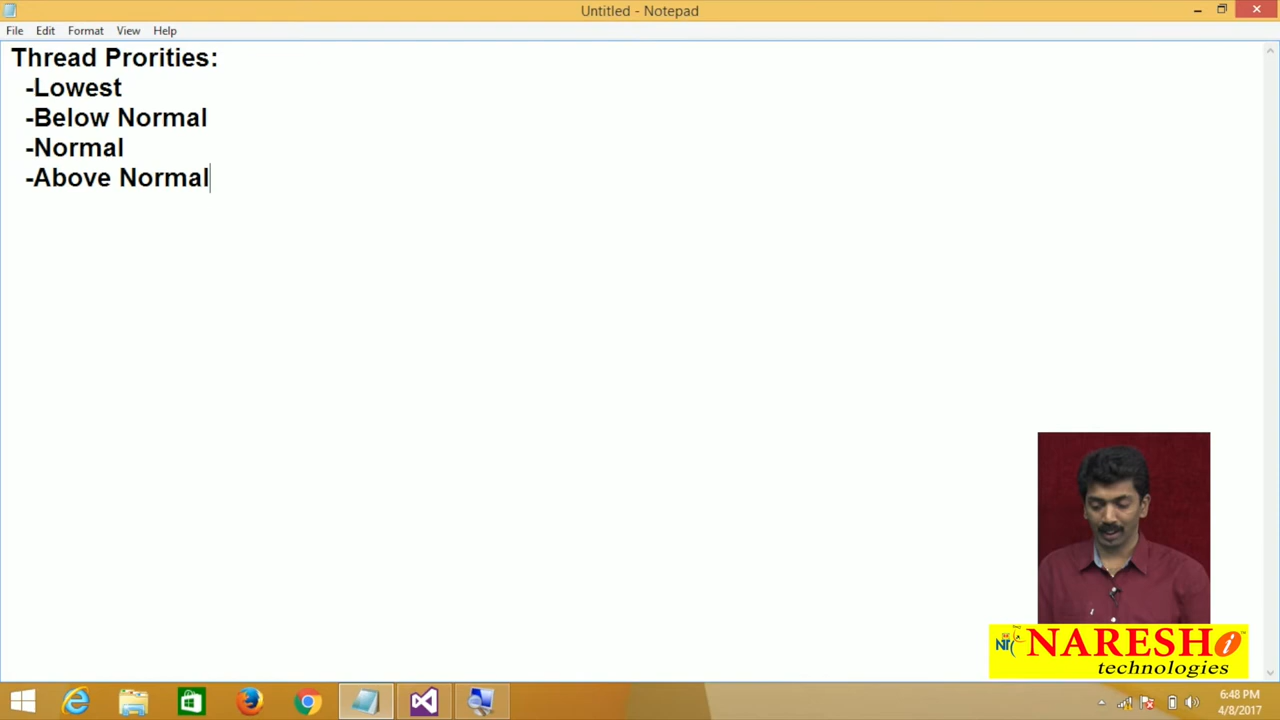 Untitled - Notepad
File Edit Format View Help
Thread Prorities:
-Lowest
-Below Normal
-Normal
-Above Normal
NARESH i
technologies
6:48 PM
4/8/2017